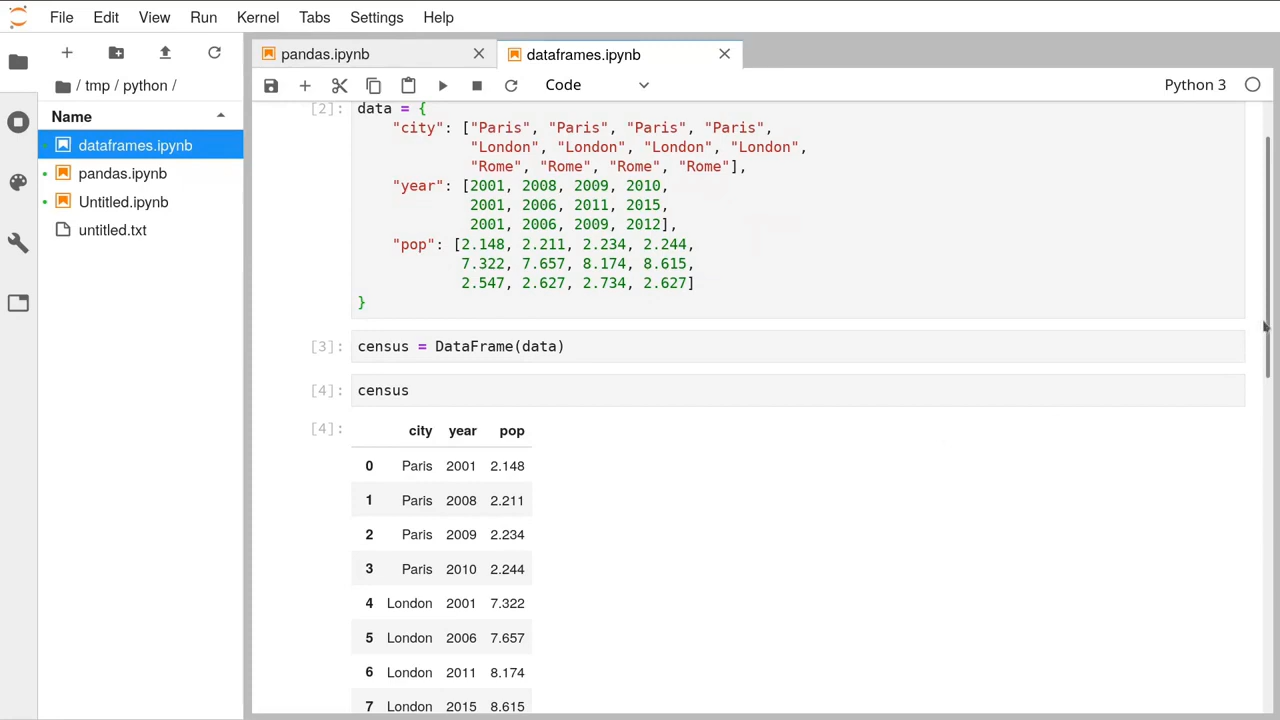 File Edit View Run Kernel Tabs Settings Help
pandas.ipynb
dataframes.ipynb
/ tmp / python /
Code
Python 3
Name
dataframes.ipynb
pandas.ipynb
Untitled.ipynb
untitled.txt
[2]: data = {
"city": ["Paris", "Paris", "Paris", "Paris",
"London", "London", "London", "London",
"Rome", "Rome", "Rome", "Rome"],
"year": [2001, 2008, 2009, 2010,
2001, 2006, 2011, 2015,
2001, 2006, 2009, 2012],
"pop": [2.148, 2.211, 2.234, 2.244,
7.322, 7.657, 8.174, 8.615,
2.547, 2.627, 2.734, 2.627]
}
[3]: census = DataFrame(data)
[4]: census
[4]: city year pop
0 Paris 2001 2.148
1 Paris 2008 2.211
2 Paris 2009 2.234
3 Paris 2010 2.244
4 London 2001 7.322
5 London 2006 7.657
6 London 2011 8.174
7 London 2015 8.615